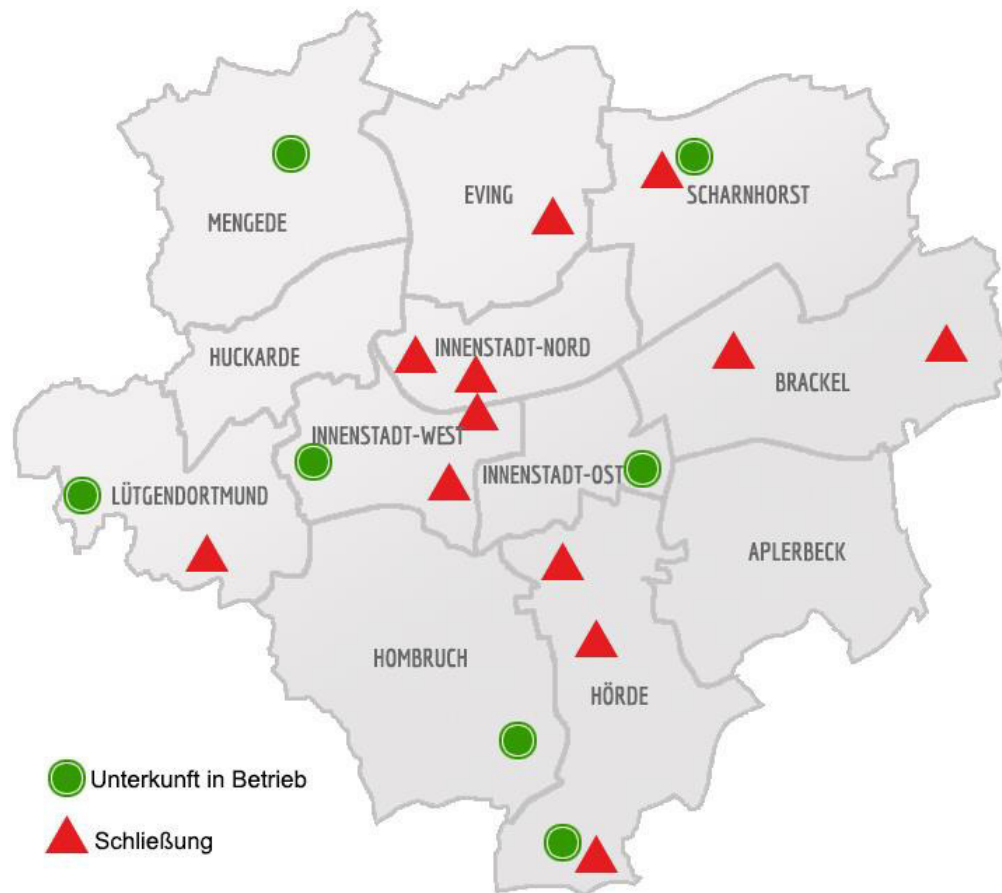 MENGEDE
EVING
SCHARNHORST
HUCKARDE
INNENSTADT-NORD
BRACKEL
INNENSTADT-WEST
INNENSTADT-OST
LÜTGENDORTMUND
APLERBECK
HOMBRUCH
HÖRDE
Unterkunft in Betrieb
Schließung